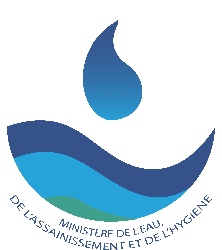 MINISTERE DE L'EAU,
DE L'ASSAINISSEMENT ET DE L'HYGIENE